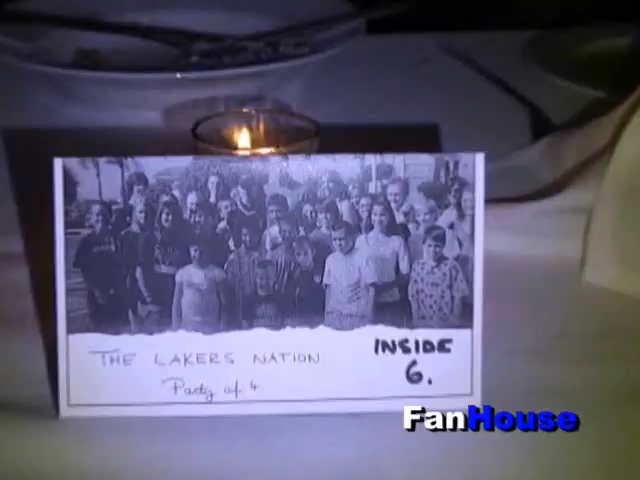 THE LAKERS NATION
Party of 4
INSIDE
6.
FanHouse